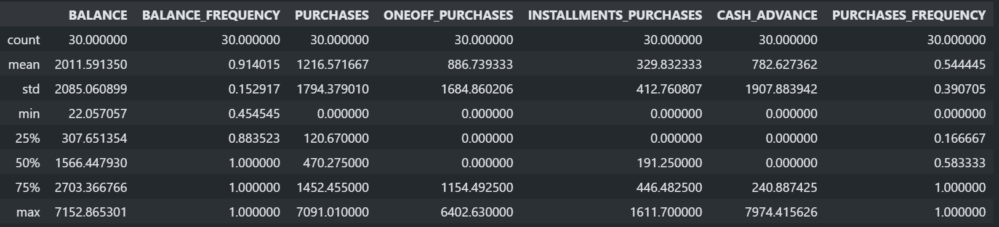 BALANCE BALANCE_FREQUENCY PURCHASES ONEOFF_PURCHASES INSTALLMENTS_PURCHASES CASH_ADVANCE PURCHASES_FREQUENCY
count 30.000000 30.000000 30.000000 30.000000 30.000000 30.000000 30.000000
mean 2011.591350 0.914015 1216.571667 886.739333 329.832333 782.627362 0.544445
std 2085.060899 0.152917 1794.379010 1684.860206 412.760807 1907.883942 0.390705
min 22.057057 0.454545 0.000000 0.000000 0.000000 0.000000 0.000000
25% 307.651354 0.883523 120.670000 0.000000 0.000000 0.000000 0.166667
50% 1566.447930 1.000000 470.275000 0.000000 191.250000 0.000000 0.583333
75% 2703.366766 1.000000 1452.455000 1154.492500 446.482500 240.887425 1.000000
max 7152.865301 1.000000 7091.010000 6402.630000 1611.700000 7974.415626 1.000000